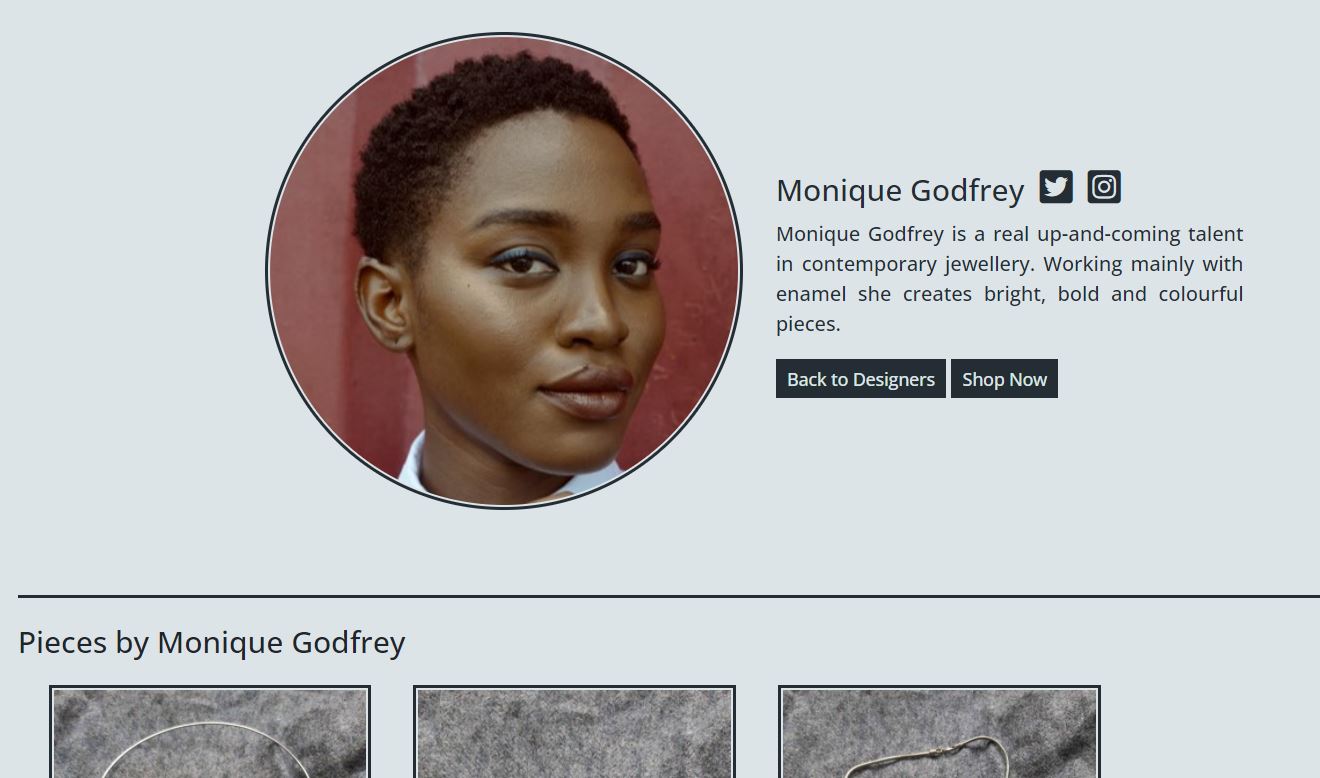 Monique Godfrey
Monique Godfrey is a real up-and-coming talent
in contemporary jewellery. Working mainly with
enamel she creates bright, bold and colourful
pieces.
Back to Designers Shop Now
Pieces by Monique Godfrey